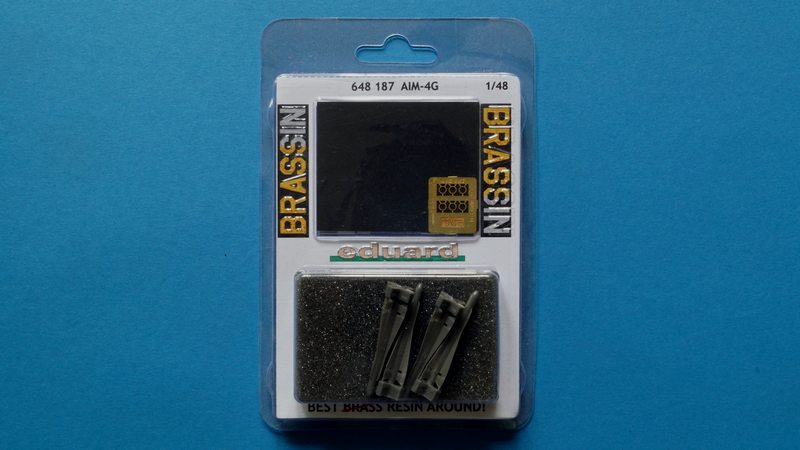 648 187 AIM-4G 1/48
BRASSIN
BRASSIN
eduard
BEST BRASS RESIN AROUND!